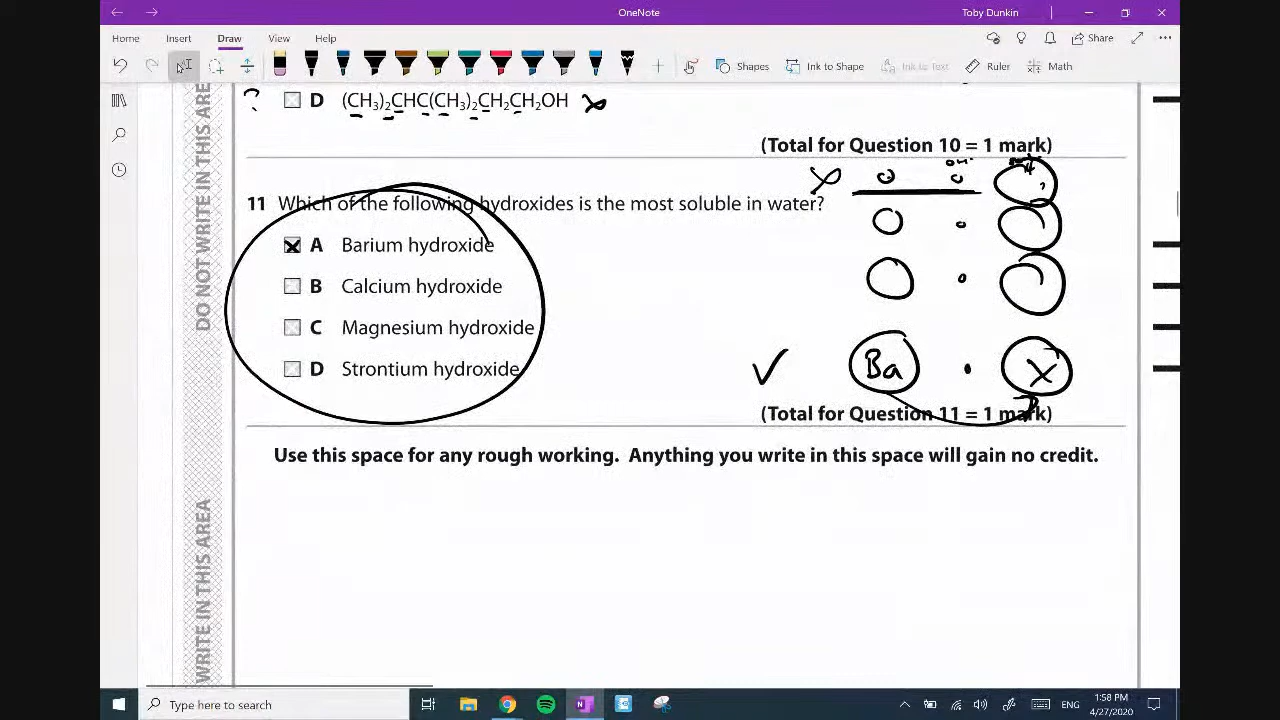 OneNote
Toby Dunkin
Home Insert Draw View Help
Share
Shapes Ink to Shape Ink to Text Ruler Math
? D (CH₃)₂CHC(CH₃)₂CH₂CH₂OH x
(Total for Question 10 = 1 mark)
11 Which of the following hydroxides is the most soluble in water?
A Barium hydroxide
B Calcium hydroxide
C Magnesium hydroxide
D Strontium hydroxide
Ba X
(Total for Question 11 = 1 mark)
Use this space for any rough working. Anything you write in this space will gain no credit.
DO NOT WRITE IN THIS ARE
WRITE IN THIS AREA
Type here to search
ENG
1:58 PM
4/27/2020